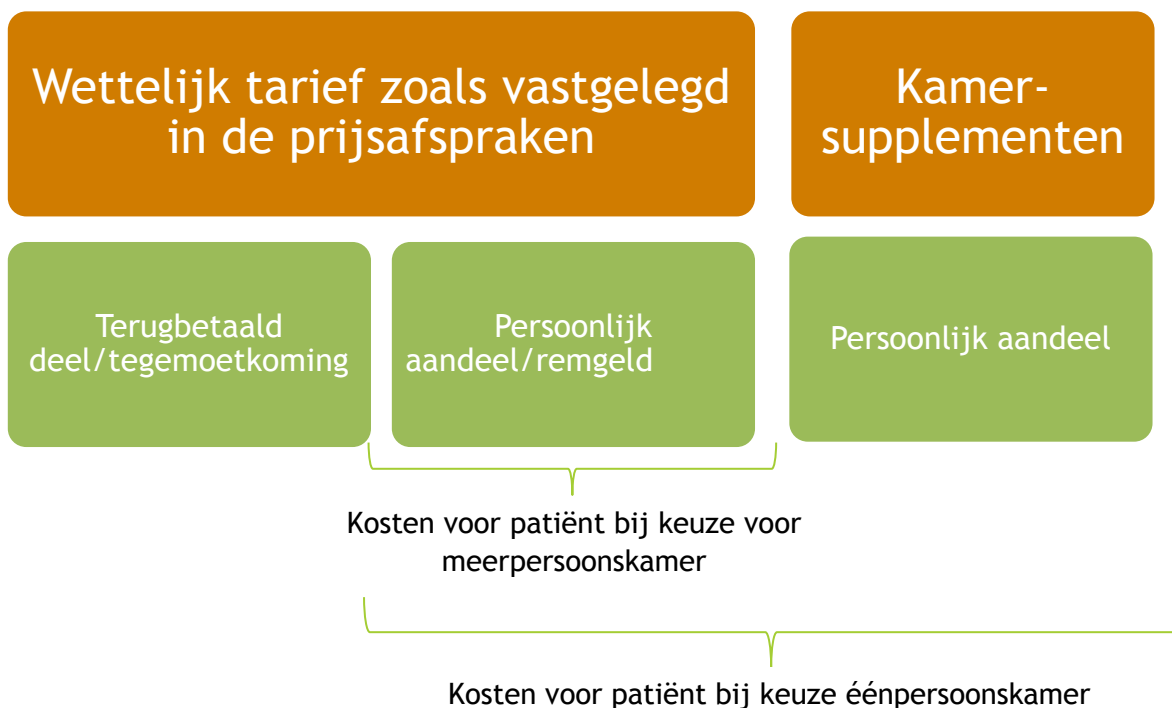 Wettelijk tarief zoals vastgelegd
in de prijsafspraken
Kamer-
supplementen
Terugbetaald
deel/tegemoetkoming
Persoonlijk
aandeel/remgeld
Persoonlijk aandeel
Kosten voor patiënt bij keuze voor
meerpersoonskamer
Kosten voor patiënt bij keuze éénpersoonskamer